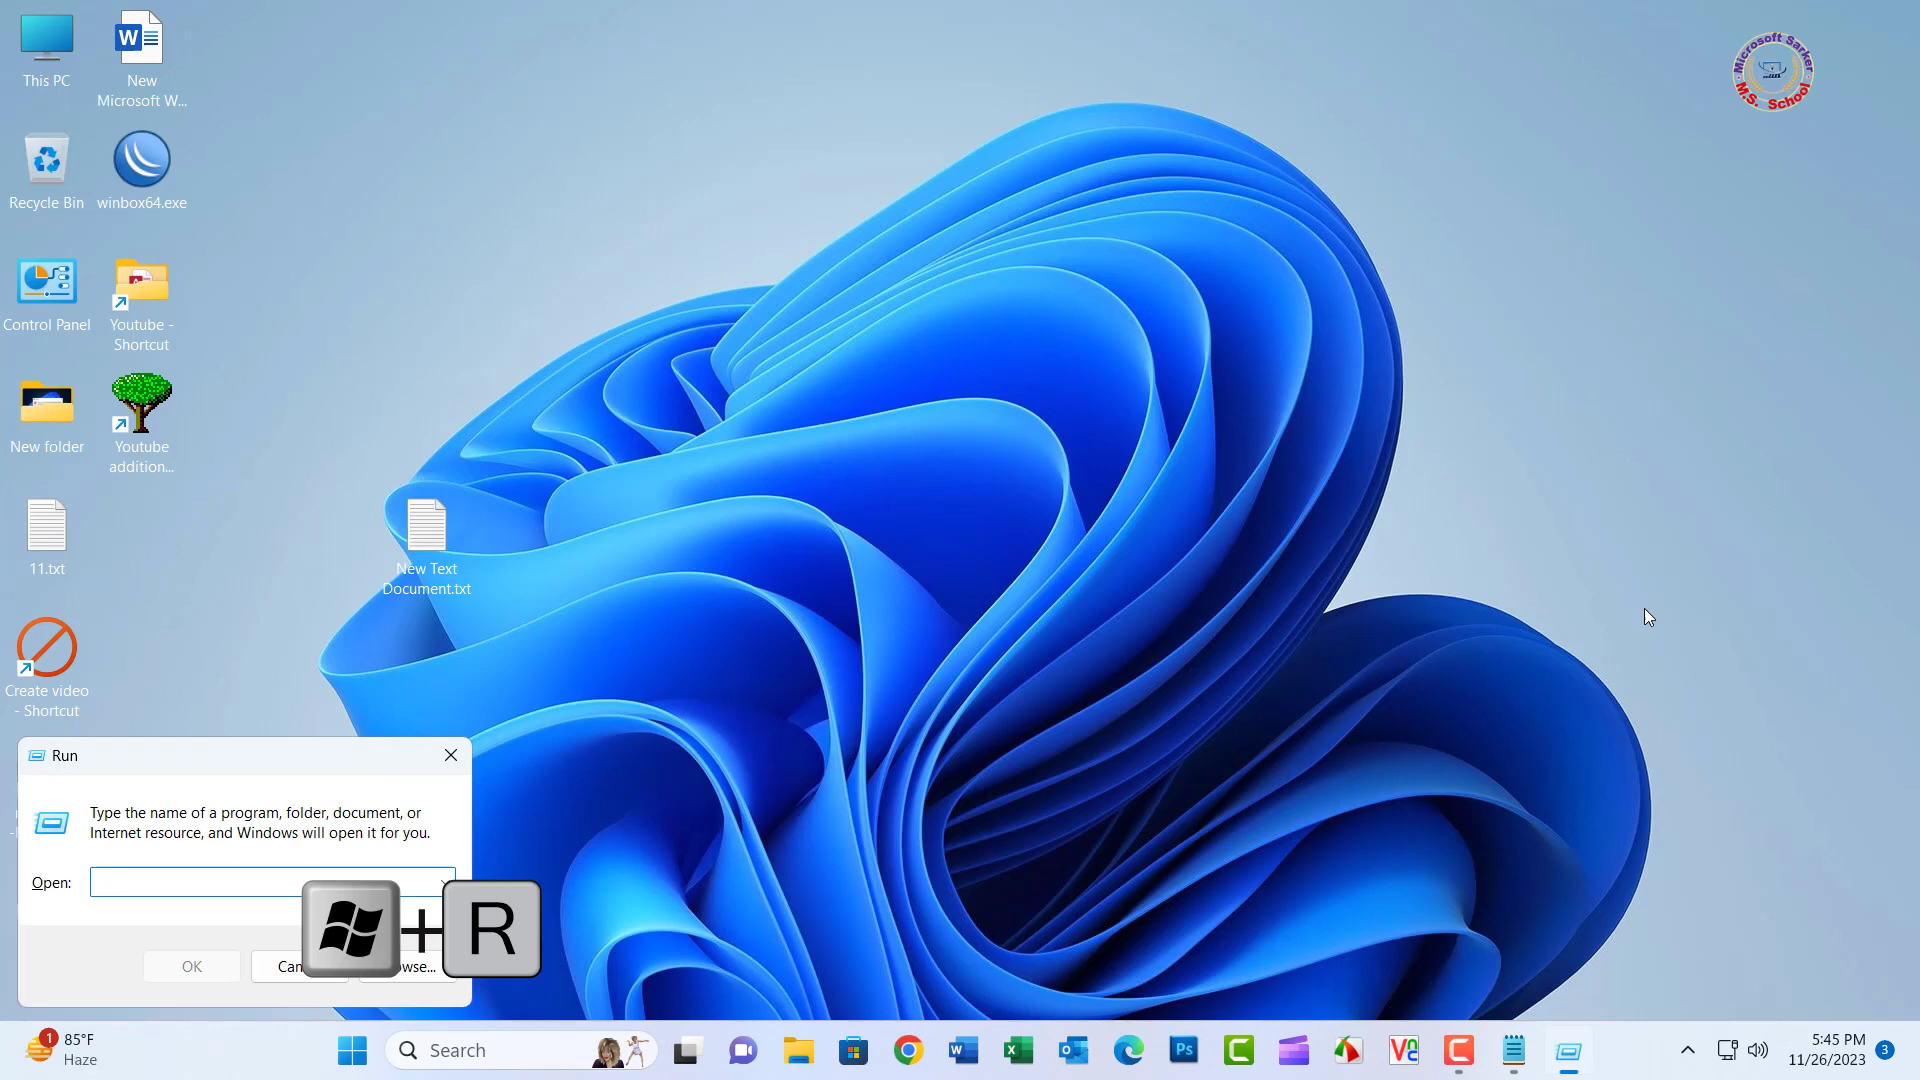 This PC
New
Microsoft W...
Recycle Bin
winbox64.exe
Control Panel
Youtube -
Shortcut
New folder
Youtube
addition...
11.txt
New Text
Document.txt
Create video
- Shortcut
Microsoft Sarker
M.S. School
Run
Type the name of a program, folder, document, or
Internet resource, and Windows will open it for you.
Open:
+ R
OK
Can
wse...
1
85°F
Haze
Search
5:45 PM
11/26/2023
3